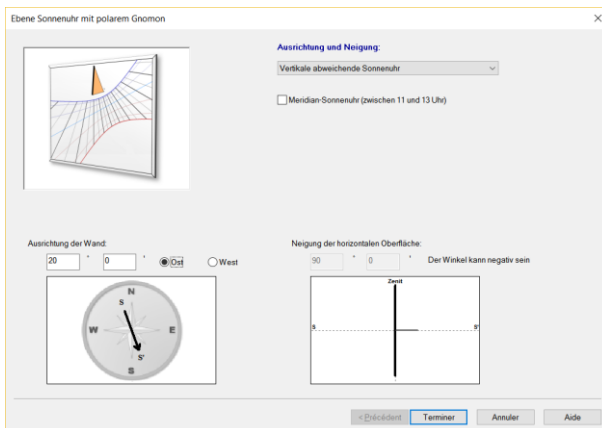 Ebene Sonnenuhr mit polarem Gnomon
Ausrichtung und Neigung:
Vertikale abweichende Sonnenuhr
Meridian-Sonnenuhr (zwischen 11 und 13 Uhr)
Ausrichtung der Wand:
20 ° 0 ' Ost West
N
S
W E
S'
S
Neigung der horizontalen Oberfläche:
90 ° 0 ' Der Winkel kann negativ sein
Zenit
S S'
< Précédent Terminer Annuler Aide